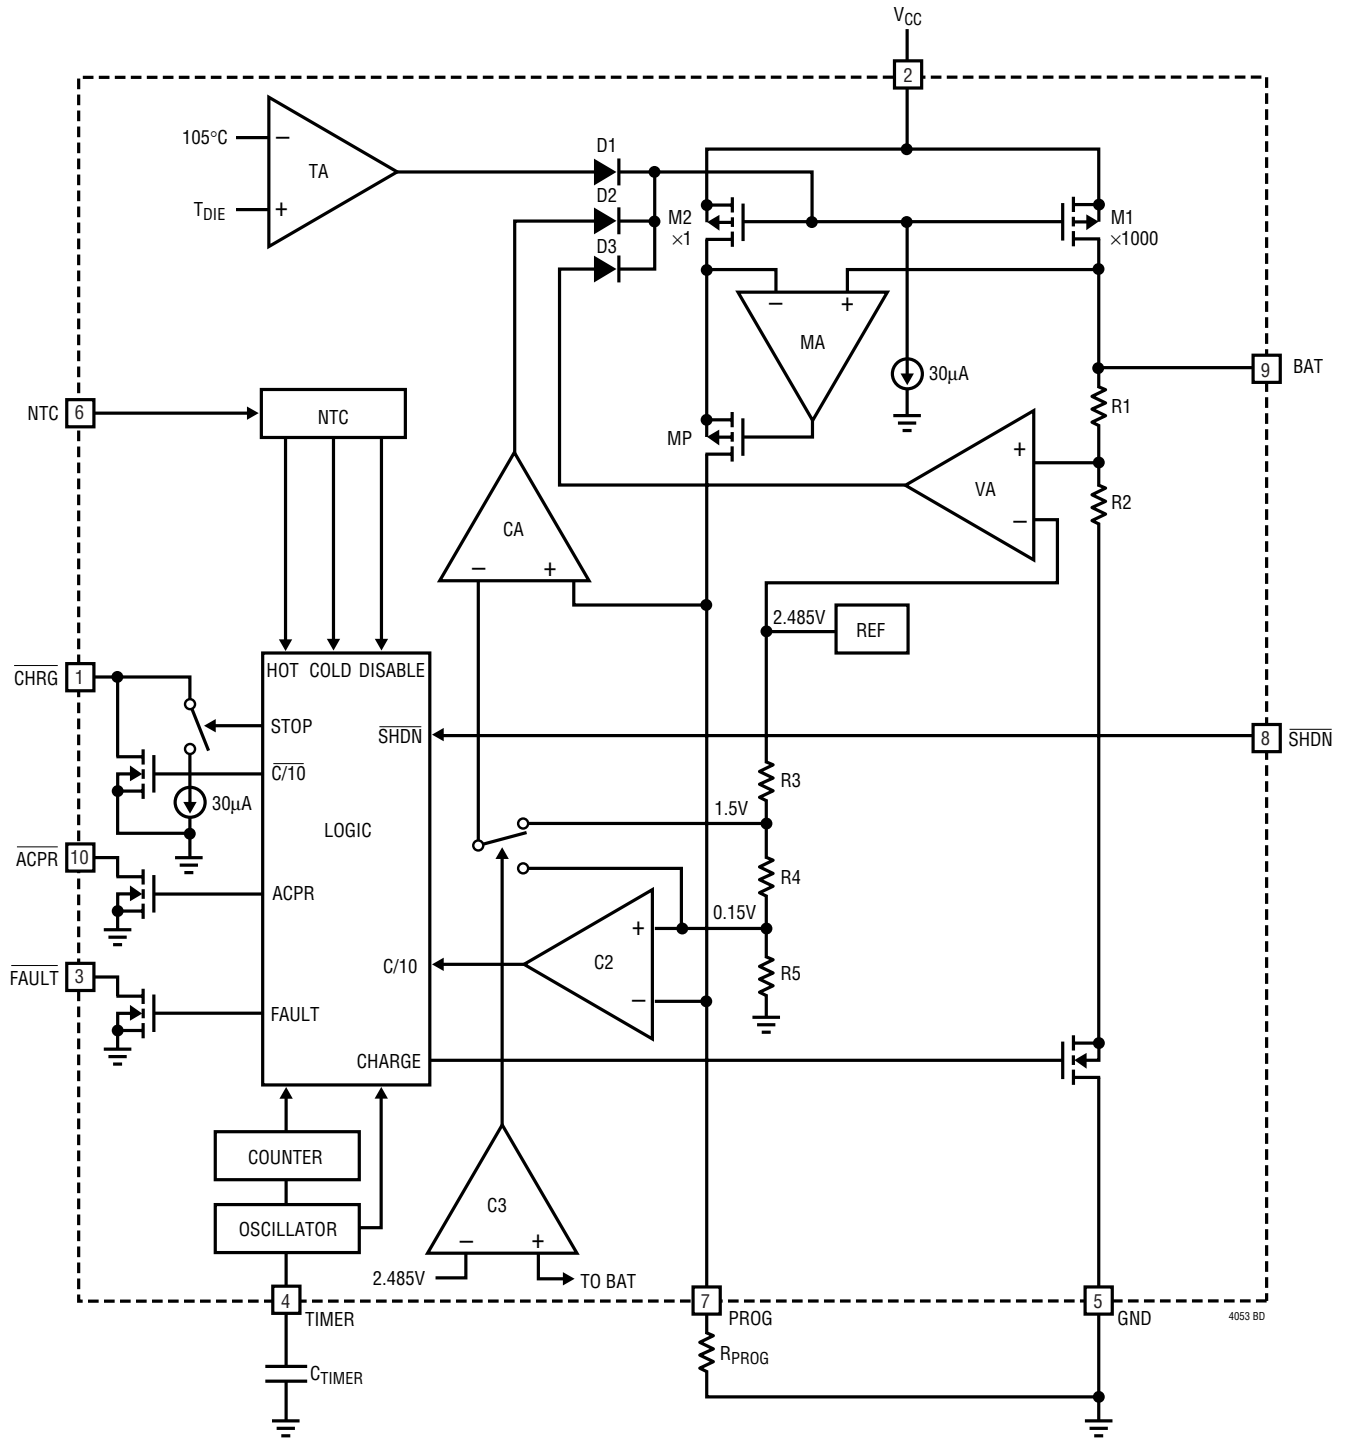 VCC
2
105°C
−
TA
TDIE
+
D1
D2
D3
M2
×1
M1
×1000
−
+
MA
30µA
9
BAT
R1
NTC
6
NTC
MP
+
VA
−
R2
CA
−
+
2.485V
REF
CHRG
1
HOT
COLD
DISABLE
STOP
SHDN
8
SHDN
C/10
30µA
R3
1.5V
LOGIC
ACPR
10
ACPR
R4
0.15V
+
C2
−
C/10
R5
FAULT
3
FAULT
CHARGE
COUNTER
OSCILLATOR
C3
−
+
2.485V
TO BAT
4
TIMER
7
PROG
5
GND
4053 BD
RPROG
CTIMER